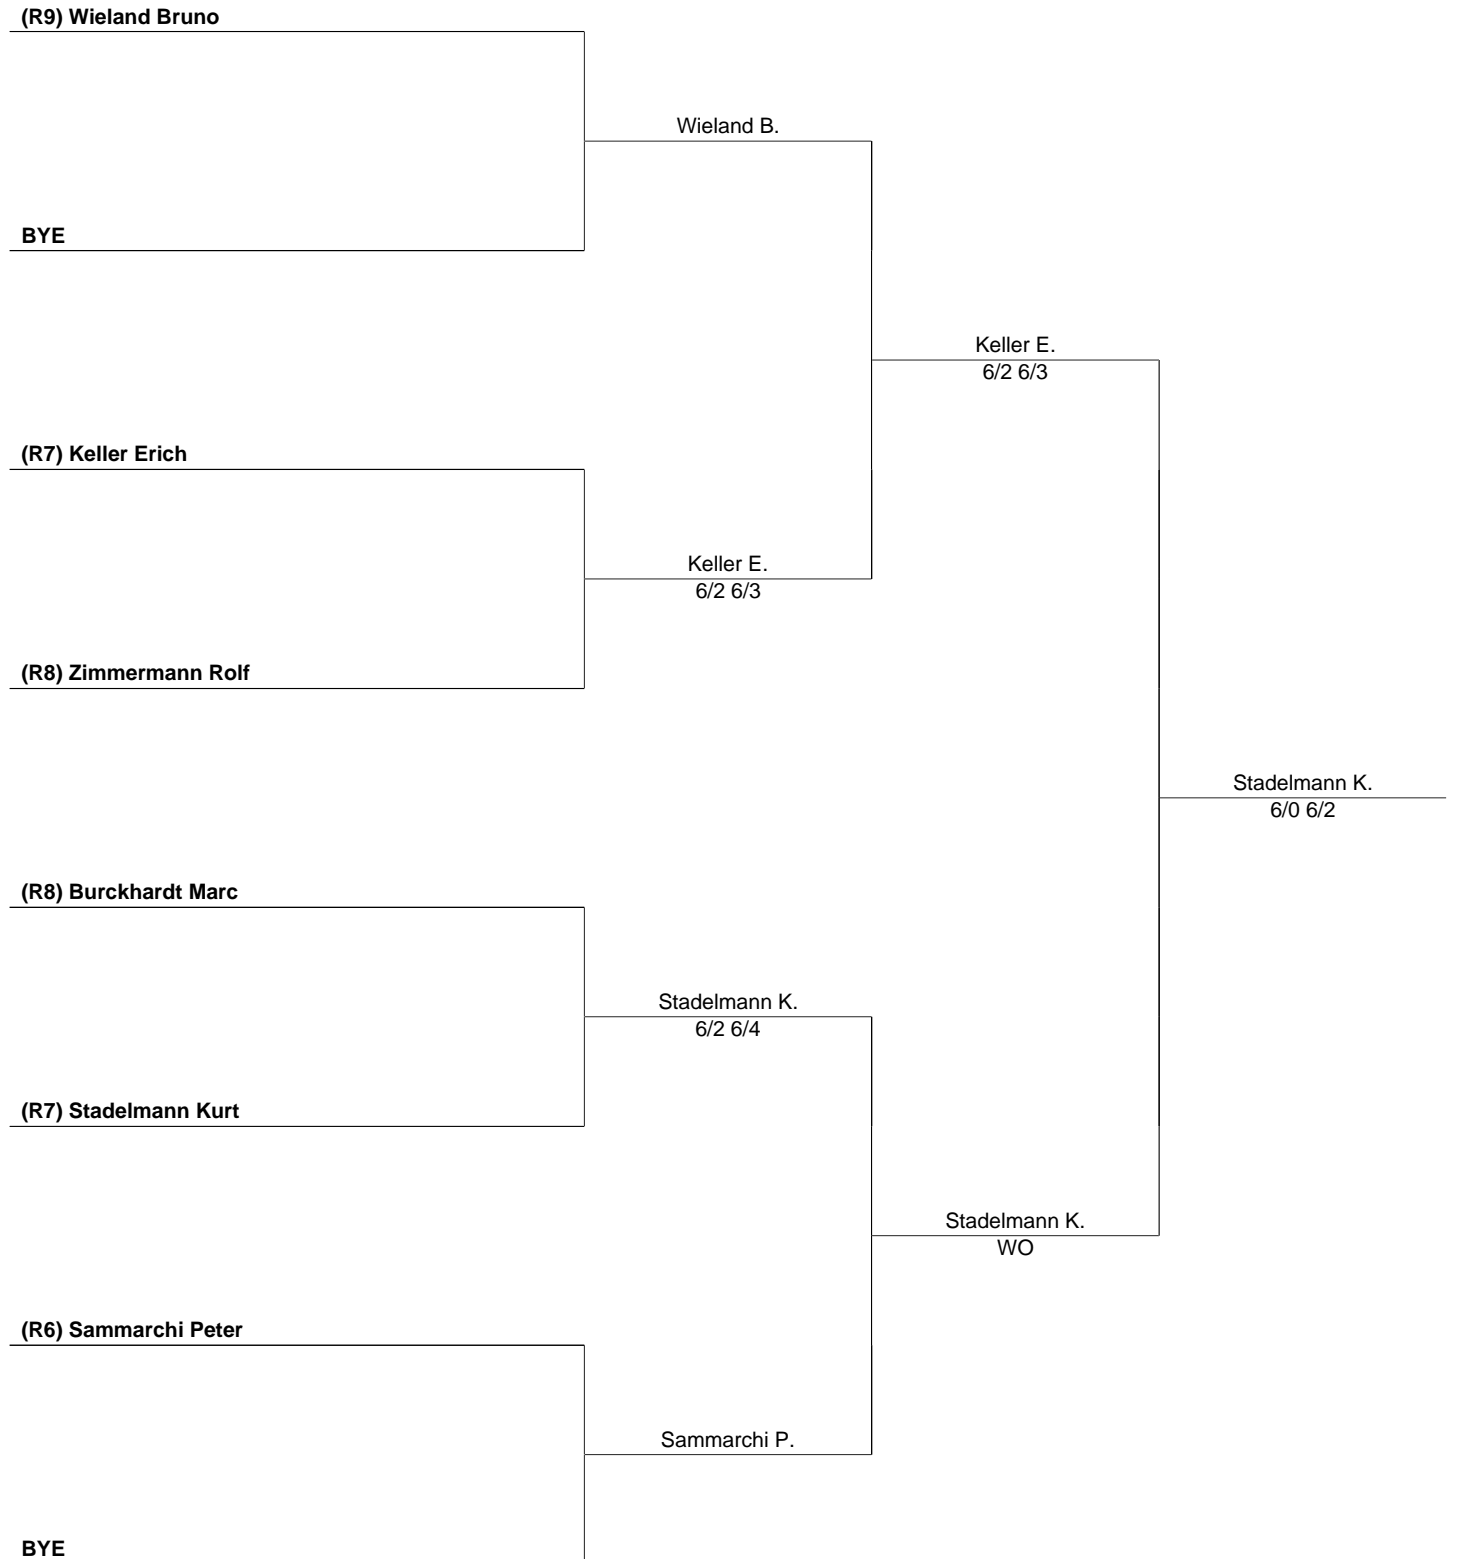 (R9) Wieland Bruno
Wieland B.
BYE
Keller E.
6/2 6/3
(R7) Keller Erich
Keller E.
6/2 6/3
(R8) Zimmermann Rolf
Stadelmann K.
6/0 6/2
(R8) Burckhardt Marc
Stadelmann K.
6/2 6/4
(R7) Stadelmann Kurt
Stadelmann K.
WO
(R6) Sammarchi Peter
Sammarchi P.
BYE